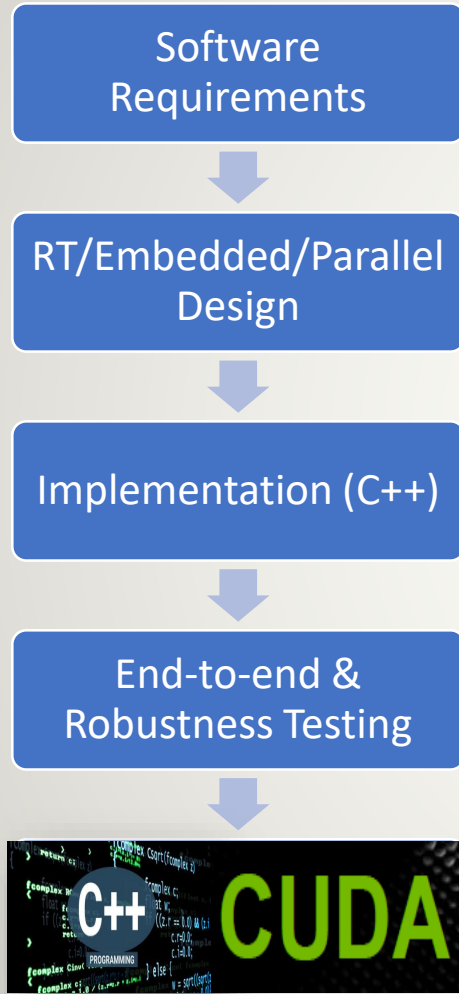 Software
Requirements
RT/Embedded/Parallel
Design
Implementation (C++)
End-to-end &
Robustness Testing
C++
PROGRAMMING
CUDA